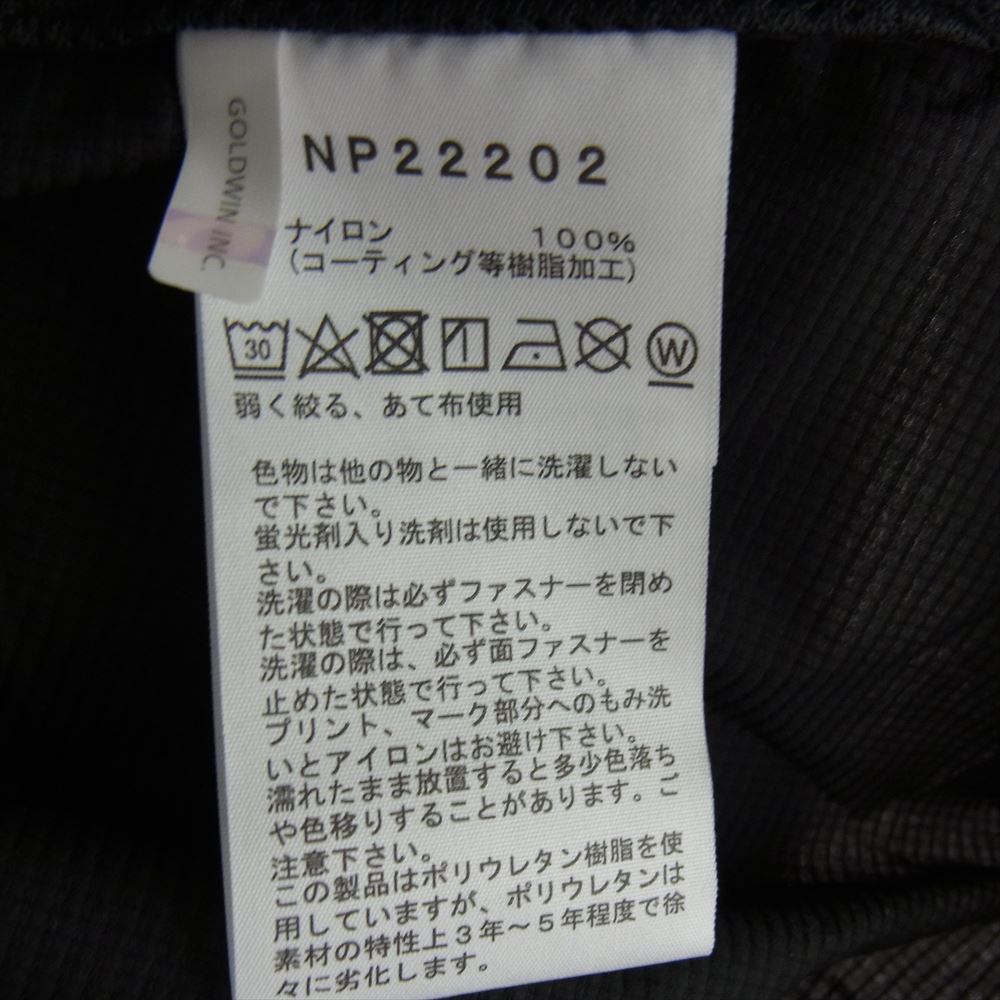 GOLDWIN INC.
NP22202
ナイロン 100%
(コーティング等樹脂加工)
30 W
弱く絞る、あて布使用
色物は他の物と一緒に洗濯しない
で下さい。
蛍光剤入り洗剤は使用しないで下
さい。
洗濯の際は必ずファスナーを閉め
た状態で行って下さい。
洗濯の際は、必ず面ファスナーを
止めた状態で行って下さい。
プリント、マーク部分へのもみ洗
いとアイロンはお避け下さい。
濡れたまま放置すると多少色落ち
や色移りすることがあります。ご
注意下さい。
この製品はポリウレタン樹脂を使
用していますが、ポリウレタンは
素材の特性上3年～5年程度で徐
々に劣化します。